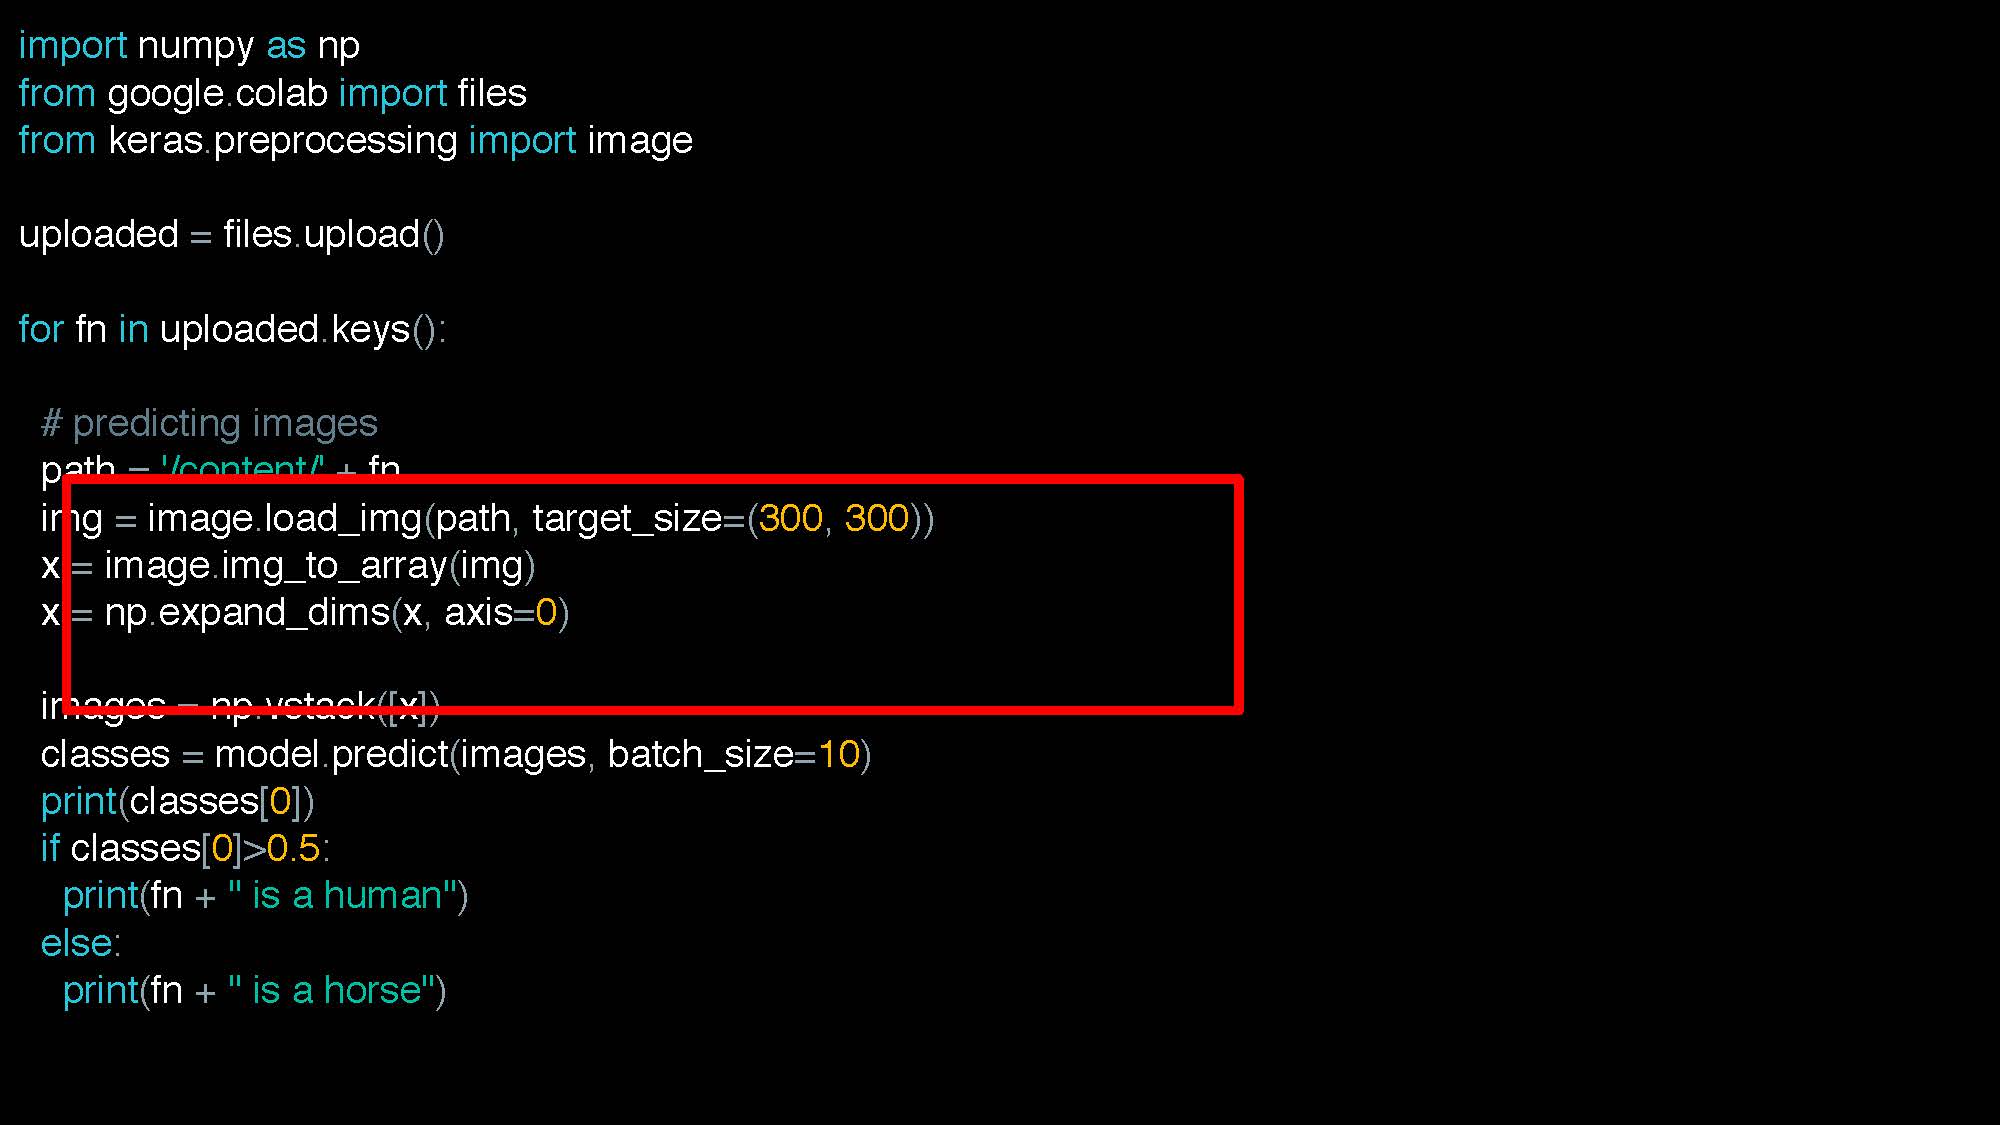 import numpy as np
from google.colab import files
from keras.preprocessing import image
uploaded = files.upload()
for fn in uploaded.keys():
# predicting images
path = '/content/' + fn
img = image.load_img(path, target_size=(300, 300))
x = image.img_to_array(img)
x = np.expand_dims(x, axis=0)
images = np.vstack([x])
classes = model.predict(images, batch_size=10)
print(classes[0])
if classes[0]>0.5:
print(fn + " is a human")
else:
print(fn + " is a horse")